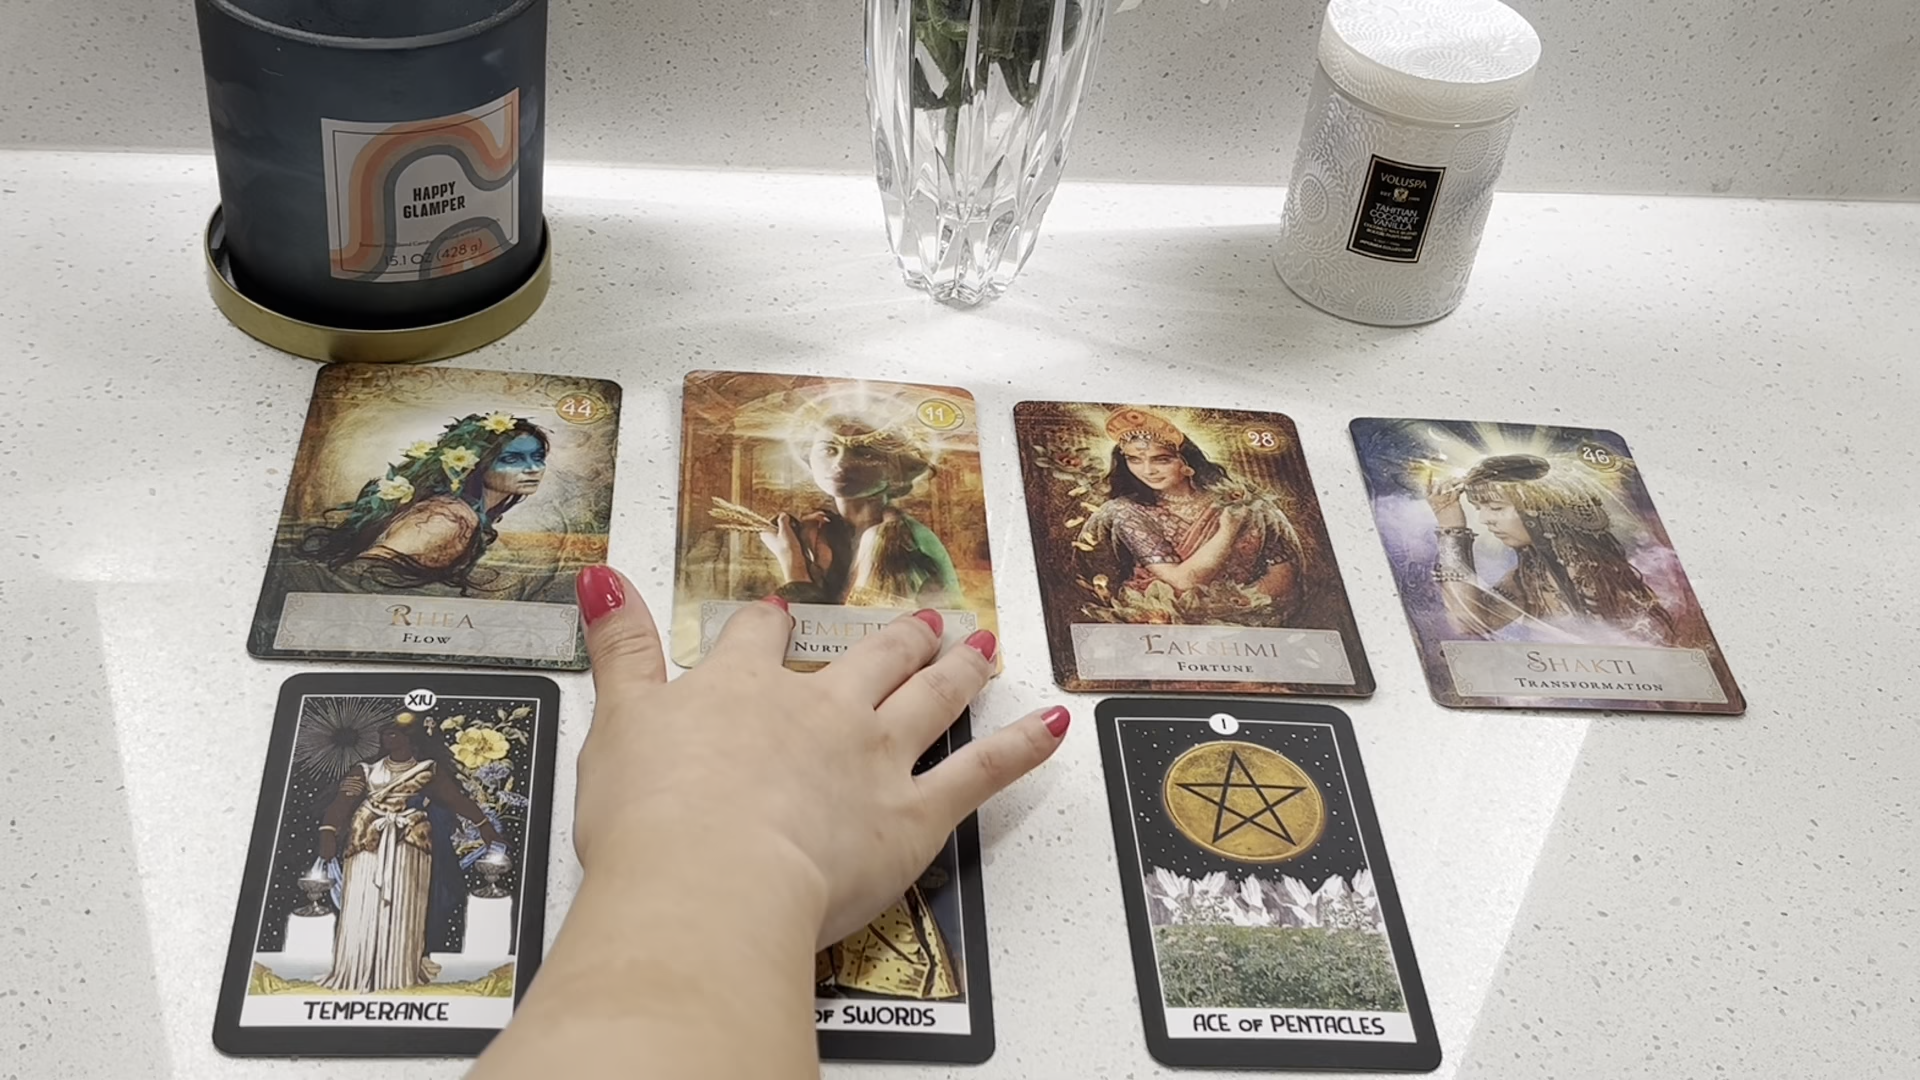 HAPPY
GLAMPER
15.1 OZ (428 g)
VOLUSPA
TAHITIAN
COCONUT
VANILLA
44
RHEA
FLOW
11
28
LAKSHMI
FORTUNE
46
SHAKTI
TRANSFORMATION
XIV
TEMPERANCE
OF SWORDS
I
ACE OF PENTACLES